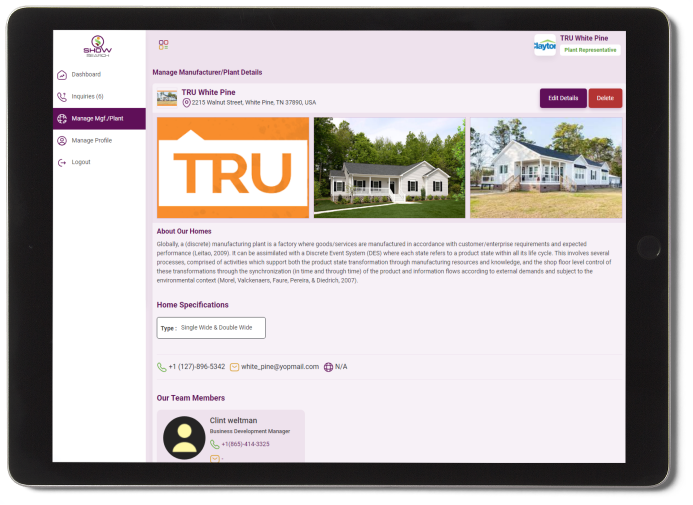 SHOW
SEARCH
Dashboard
Inquiries (6)
Manage Mgf./Plant
Manage Profile
Logout
Clayton
TRU White Pine
Plant Representative
Manage Manufacturer/Plant Details
TRU White Pine
2215 Walnut Street, White Pine, TN 37890, USA
Edit Details
Delete
TRU
About Our Homes
Globally, a (discrete) manufacturing plant is a factory where goods/services are manufactured in accordance with customer/enterprise requirements and expected
performance (Leitao, 2009). It can be assimilated with a Discrete Event System (DES) where each state refers to a product state within all its life cycle. This involves several
processes, comprised of activities which support both the product state transformation through manufacturing resources and knowledge, and the shop floor level control of
these transformations through the synchronization (in time and through time) of the product and information flows according to external demands and subject to the
environmental context (Morel, Valckenaers, Faure, Pereira, & Diedrich, 2007).
Home Specifications
Type : Single Wide & Double Wide
+1 (127)-896-5342 white_pine@yopmail.com N/A
Our Team Members
Clint weltman
Business Development Manager
+1(865)-414-3325
-